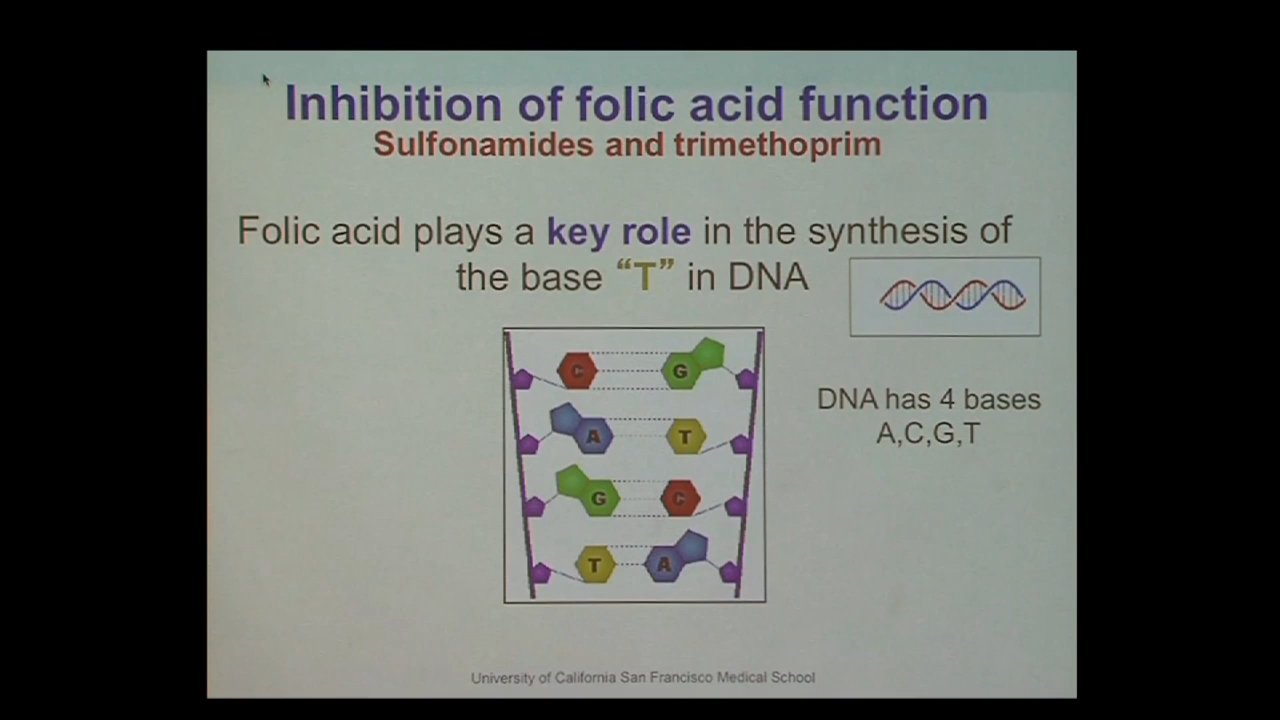 Inhibition of folic acid function
Sulfonamides and trimethoprim
Folic acid plays a key role in the synthesis of
the base “T” in DNA
C G
A T
G C
T A
DNA has 4 bases
A,C,G,T
University of California San Francisco Medical School